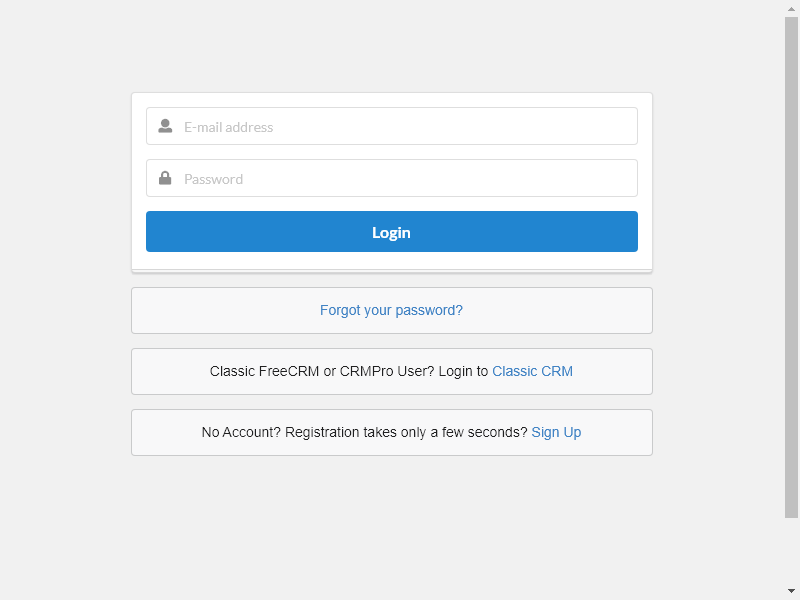 E-mail address
Password
Login
Forgot your password?
Classic FreeCRM or CRMPro User? Login to Classic CRM
No Account? Registration takes only a few seconds? Sign Up